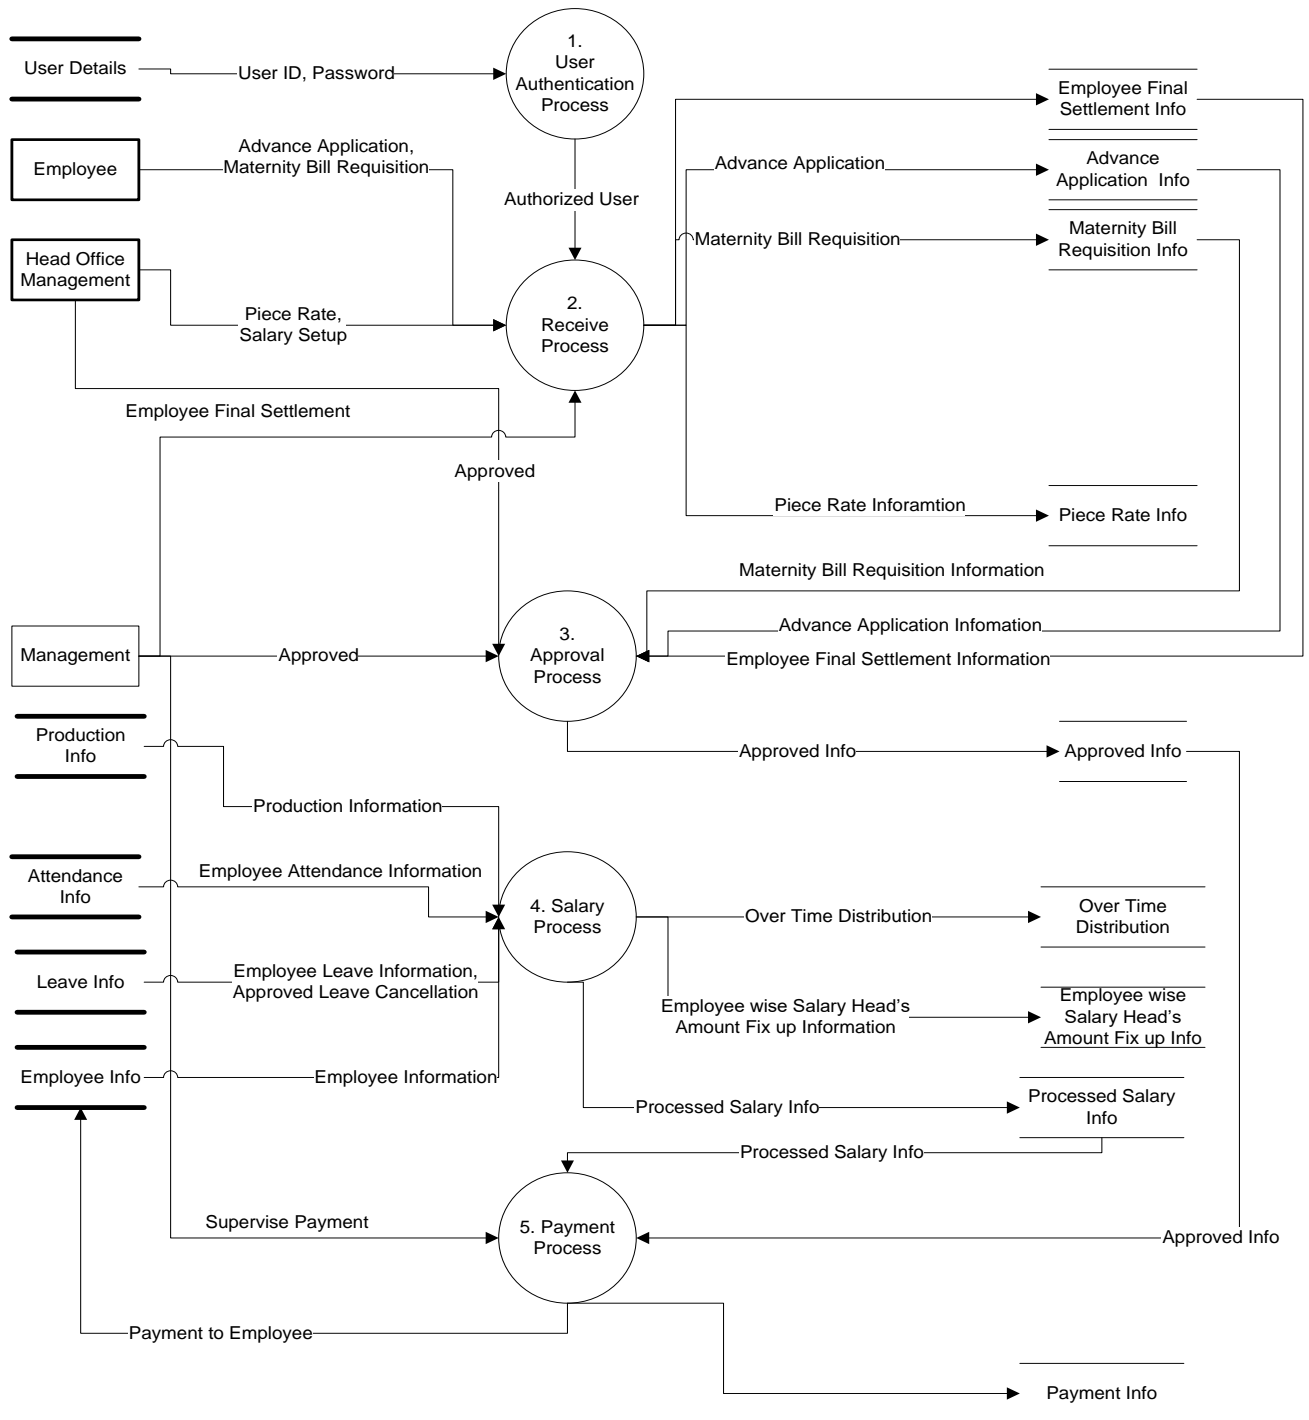 1.
User
Authentication
Process
User Details
User ID, Password
Employee Final
Settlement Info
Employee
Advance Application,
Maternity Bill Requisition
Advance Application
Advance
Application  Info
Authorized User
Maternity Bill Requisition
Maternity Bill
Requisition Info
Head Office
Management
2.
Receive
Process
Piece Rate,
Salary Setup
Employee Final Settlement
Approved
Piece Rate Inforamtion
Piece Rate Info
Maternity Bill Requisition Information
Advance Application Infomation
Employee Final Settlement Information
3.
Approval
Process
Management
Approved
Production
Info
Approved Info
Approved Info
Production Information
Attendance
Info
Employee Attendance Information
4. Salary
Process
Over Time Distribution
Over Time
Distribution
Leave Info
Employee Leave Information,
Approved Leave Cancellation
Employee wise Salary Head's
Amount Fix up Information
Employee wise
Salary Head's
Amount Fix up Info
Employee Info
Employee Information
Processed Salary Info
Processed Salary
Info
Processed Salary Info
Supervise Payment
5. Payment
Process
Approved Info
Payment to Employee
Payment Info